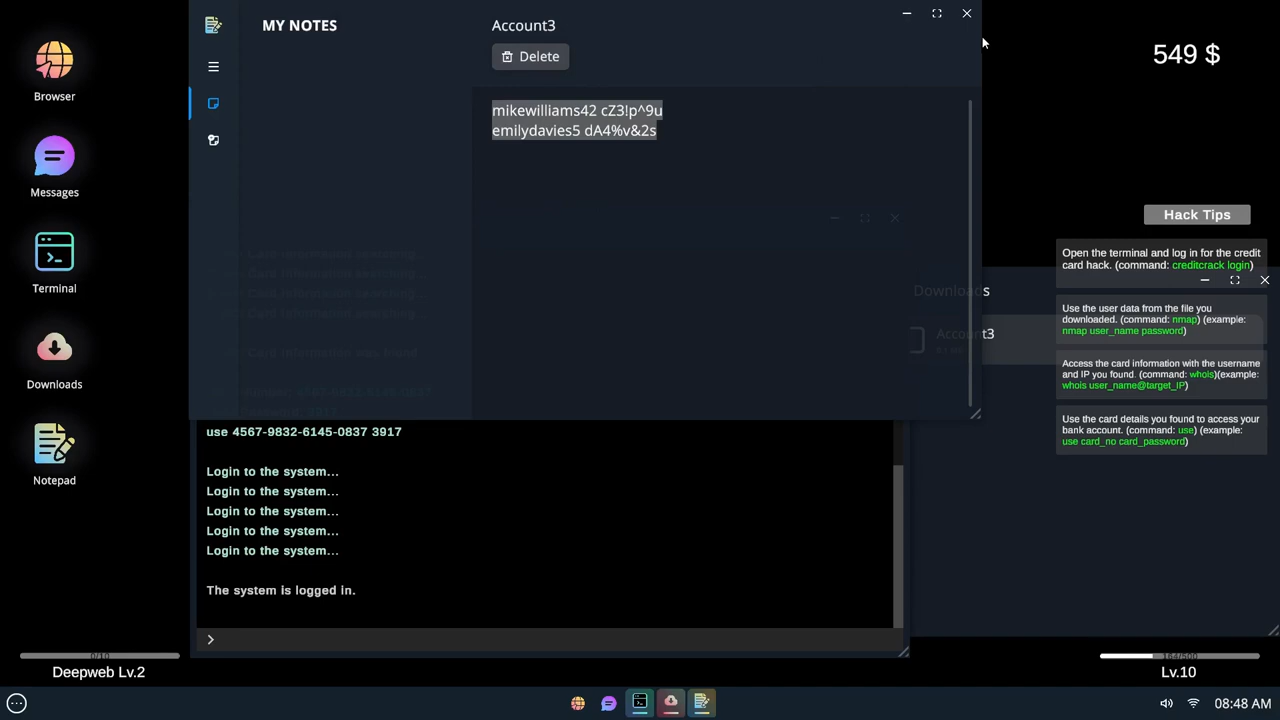 MY NOTES
Account3
Delete
549 $
Browser
mikewilliams42 cZ3!p^9u
emilydavies5 dA4%v&2s
Messages
Hack Tips
Open the terminal and log in for the credit
card hack. (command: creditcrack login)
Terminal
Downloads
Account3
Use the user data from the file you
downloaded. (command: nmap) (example:
nmap user_name password)
Access the card information with the username
and IP you found. (command: whois)(example:
whois user_name@target_IP)
Downloads
Use the card details you found to access your
bank account. (command: use) (example:
use card_no card_password)
use 4567-9832-6145-0837 3917
Notepad
Login to the system...
Login to the system...
Login to the system...
Login to the system...
Login to the system...
The system is logged in.
>
0/10
Deepweb Lv.2
164/500
Lv.10
08:48 AM